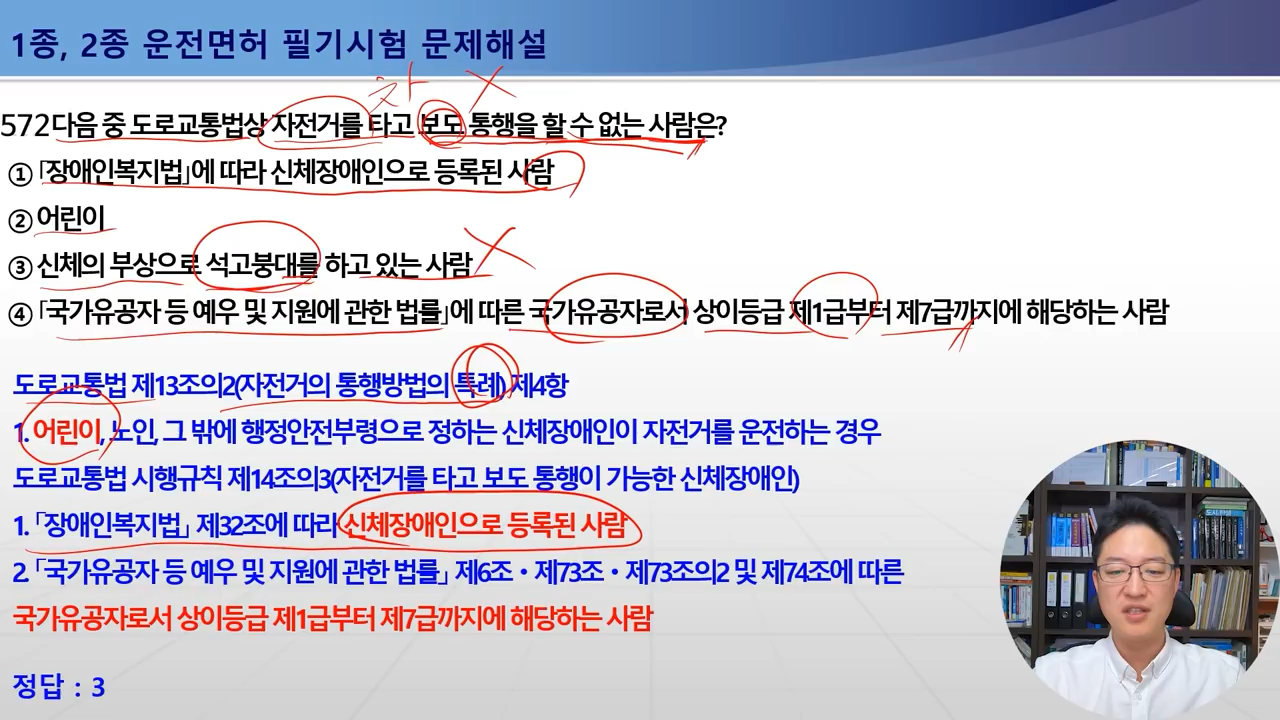 1종, 2종 운전면허 필기시험 문제해설
차
572다음 중 도로교통법상 자전거를 타고 보도 통행을 할 수 없는 사람은?
① ｢장애인복지법｣에 따라 신체장애인으로 등록된 사람
② 어린이
③ 신체의 부상으로 석고붕대를 하고 있는 사람
④ ｢국가유공자 등 예우 및 지원에 관한 법률｣에 따른 국가유공자로서 상이등급 제1급부터 제7급까지에 해당하는 사람
도로교통법 제13조의2(자전거의 통행방법의 특례) 제4항
1. 어린이, 노인, 그 밖에 행정안전부령으로 정하는 신체장애인이 자전거를 운전하는 경우
도로교통법 시행규칙 제14조의3(자전거를 타고 보도 통행이 가능한 신체장애인)
1. ｢장애인복지법｣ 제32조에 따라 신체장애인으로 등록된 사람
2. ｢국가유공자 등 예우 및 지원에 관한 법률｣ 제6조・제73조・제73조의2 및 제74조에 따른
국가유공자로서 상이등급 제1급부터 제7급까지에 해당하는 사람
정답 : 3